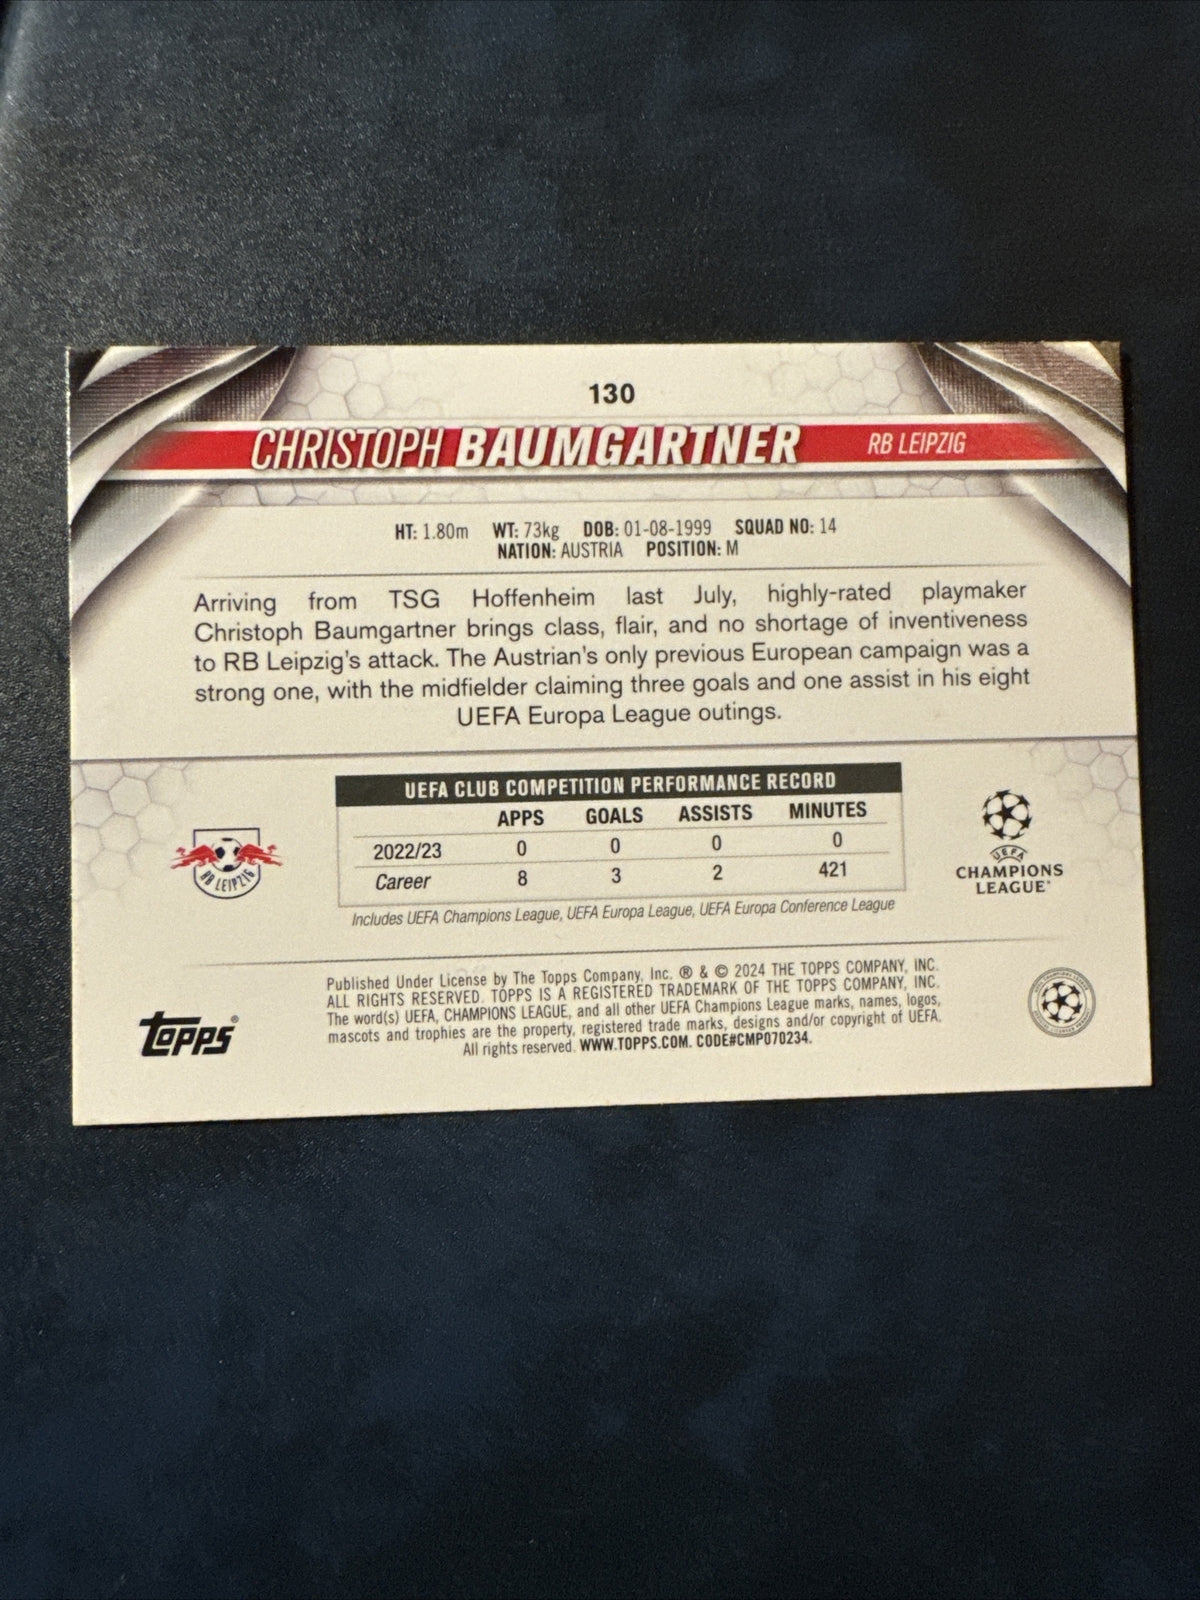 130
CHRISTOPH BAUMGARTNER RB LEIPZIG
HT: 1.80m WT: 73kg DOB: 01-08-1999 SQUAD NO: 14
NATION: AUSTRIA POSITION: M
Arriving from TSG Hoffenheim last July, highly-rated playmaker
Christoph Baumgartner brings class, flair, and no shortage of inventiveness
to RB Leipzig's attack. The Austrian's only previous European campaign was a
strong one, with the midfielder claiming three goals and one assist in his eight
UEFA Europa League outings.
UEFA CLUB COMPETITION PERFORMANCE RECORD
APPS GOALS ASSISTS MINUTES
2022/23 0 0 0 0
Career 8 3 2 421
Includes UEFA Champions League, UEFA Europa League, UEFA Europa Conference League
RB LEIPZIG
UEFA
CHAMPIONS
LEAGUE®
Published Under License by The Topps Company, Inc. ® & © 2024 THE TOPPS COMPANY, INC.
ALL RIGHTS RESERVED. TOPPS IS A REGISTERED TRADEMARK OF THE TOPPS COMPANY, INC.
The word(s) UEFA, CHAMPIONS LEAGUE, and all other UEFA Champions League marks, names, logos,
mascots and trophies are the property, registered trade marks, designs and/or copyright of UEFA.
All rights reserved. WWW.TOPPS.COM. CODE#CMP070234.
TOPPS®